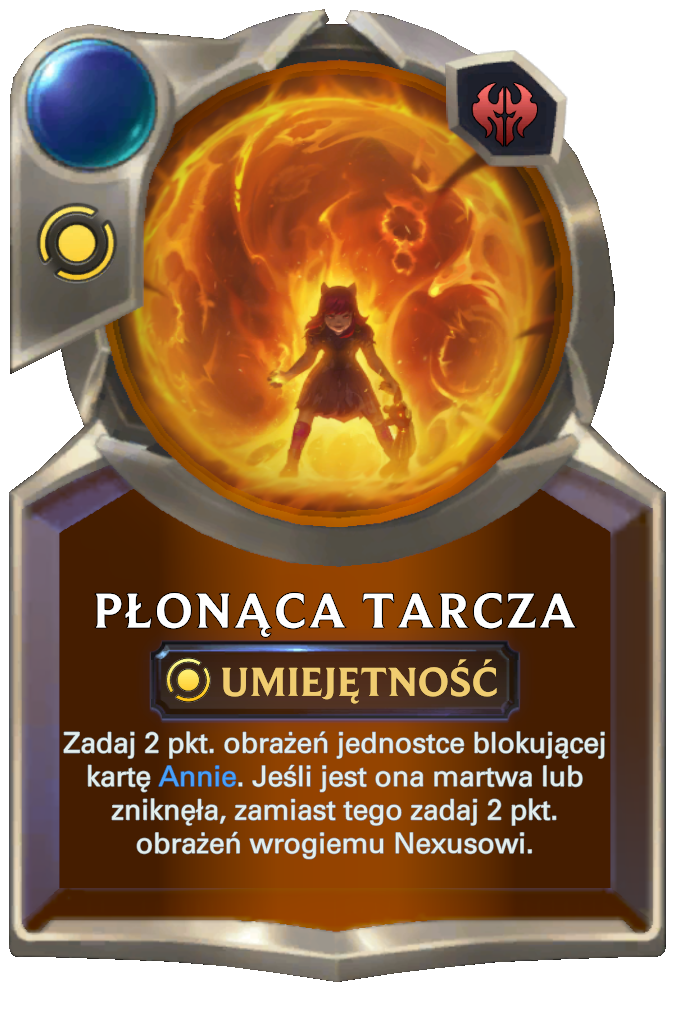 PŁONĄCA TARCZA
UMIEJĘTNOŚĆ
Zadaj 2 pkt. obrażeń jednostce blokującej
kartę Annie. Jeśli jest ona martwa lub
zniknęła, zamiast tego zadaj 2 pkt.
obrażeń wrogiemu Nexusowi.